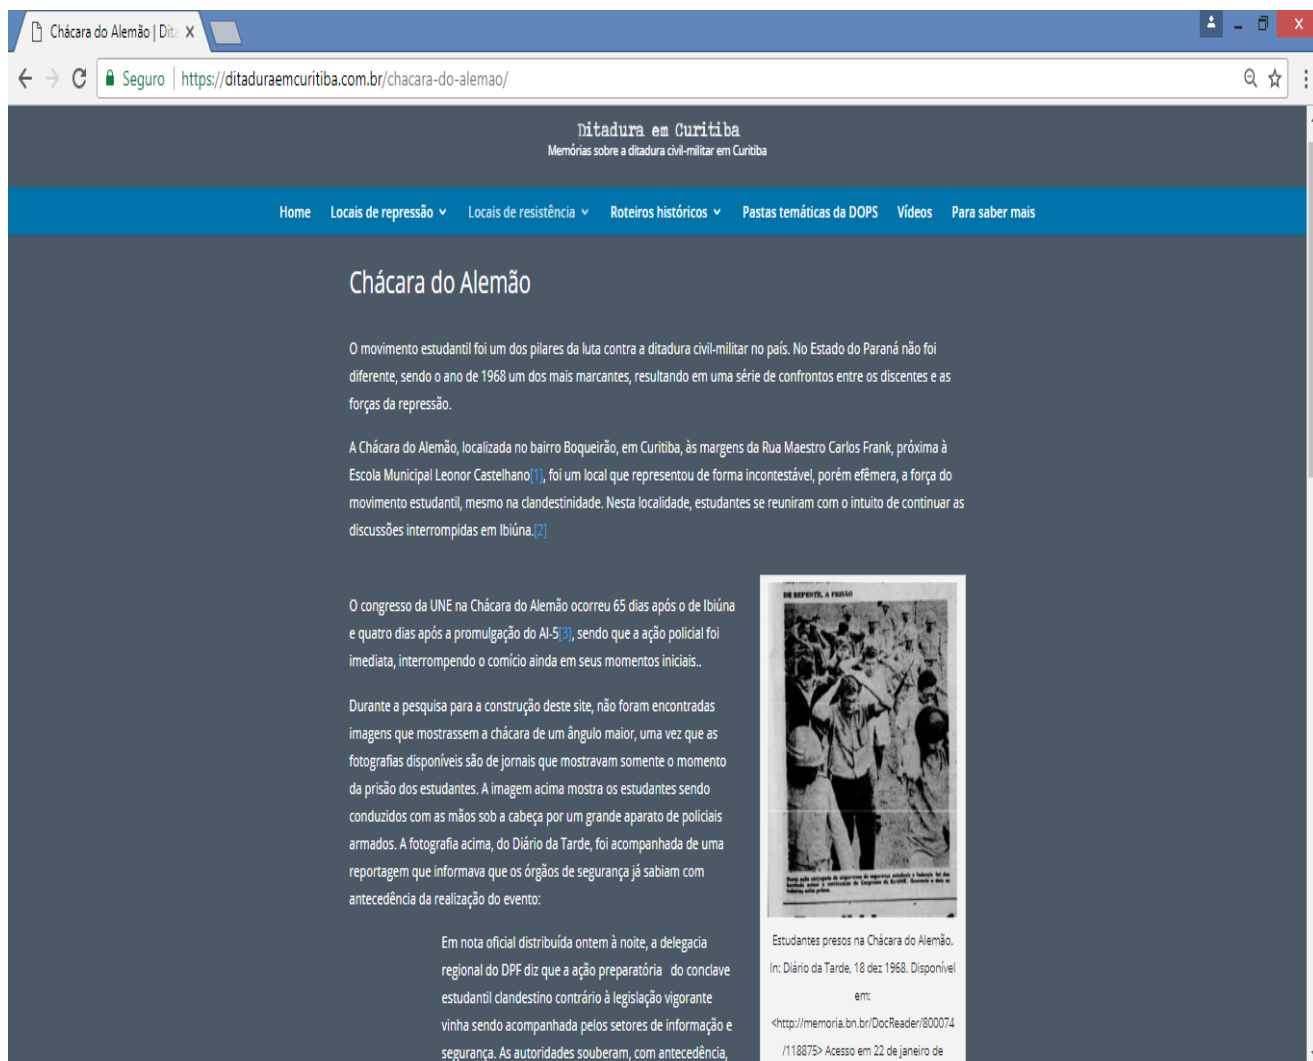 Chácara do Alemão | Dita
Seguro | https://ditaduraemcuritiba.com.br/chacara-do-alemao/
Ditadura em Curitiba
Memórias sobre a ditadura civil-militar em Curitiba
Home Locais de repressão Locais de resistência Roteiros históricos Pastas temáticas da DOPS Vídeos Para saber mais
Chácara do Alemão
O movimento estudantil foi um dos pilares da luta contra a ditadura civil-militar no país. No Estado do Paraná não foi
diferente, sendo o ano de 1968 um dos mais marcantes, resultando em uma série de confrontos entre os discentes e as
forças da repressão.
A Chácara do Alemão, localizada no bairro Boqueirão, em Curitiba, às margens da Rua Maestro Carlos Frank, próxima à
Escola Municipal Leonor Castelhano[1], foi um local que representou de forma incontestável, porém efêmera, a força do
movimento estudantil, mesmo na clandestinidade. Nesta localidade, estudantes se reuniram com o intuito de continuar as
discussões interrompidas em Ibiúna.[2]
O congresso da UNE na Chácara do Alemão ocorreu 65 dias após o de Ibiúna
e quatro dias após a promulgação do AI-5[3], sendo que a ação policial foi
imediata, interrompendo o comício ainda em seus momentos iniciais..
Durante a pesquisa para a construção deste site, não foram encontradas
imagens que mostrassem a chácara de um ângulo maior, uma vez que as
fotografias disponíveis são de jornais que mostravam somente o momento
da prisão dos estudantes. A imagem acima mostra os estudantes sendo
conduzidos com as mãos sob a cabeça por um grande aparato de policiais
armados. A fotografia acima, do Diário da Tarde, foi acompanhada de uma
reportagem que informava que os órgãos de segurança já sabiam com
antecedência da realização do evento:
Em nota oficial distribuída ontem à noite, a delegacia
regional do DPF diz que a ação preparatória do conclave
estudantil clandestino contrário à legislação vigorante
vinha sendo acompanhada pelos setores de informação e
segurança. As autoridades souberam, com antecedência,
DE REPENTE, A PRISÃO
Estudantes presos na Chácara do Alemão.
In: Diário da Tarde, 18 dez 1968. Disponível
em:
<http://memoria.bn.br/DocReader/800074
/118875> Acesso em 22 de janeiro de